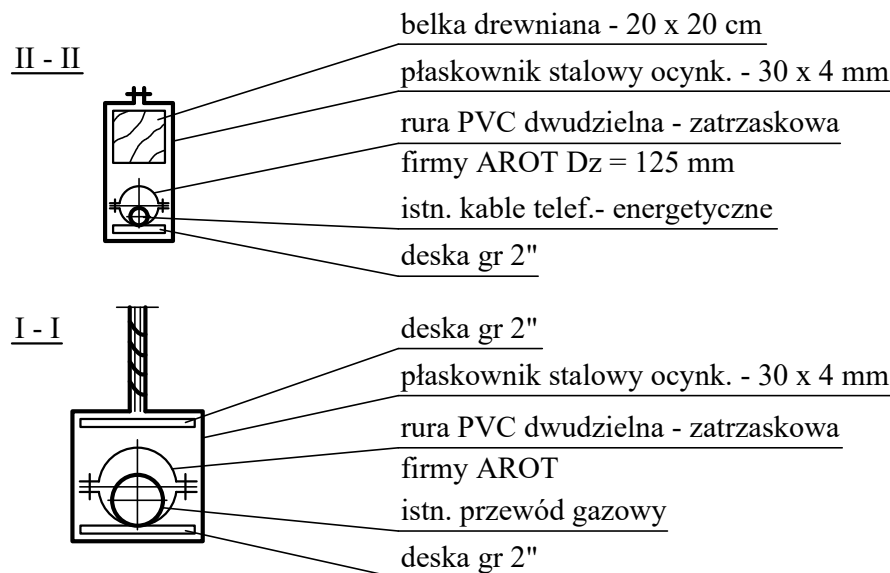 II - II
belka drewniana - 20 x 20 cm
płaskownik stalowy ocynk. - 30 x 4 mm
rura PVC dwudzielna - zatrzaskowa
firmy AROT Dz = 125 mm
istn. kable telef.- energetyczne
deska gr 2"
I - I
deska gr 2"
płaskownik stalowy ocynk. - 30 x 4 mm
rura PVC dwudzielna - zatrzaskowa
firmy AROT
istn. przewód gazowy
deska gr 2"